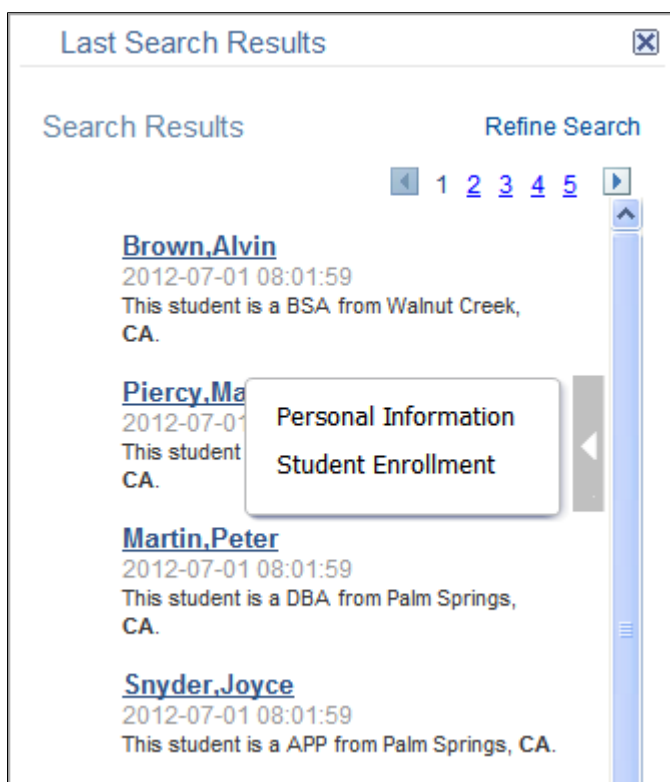 Last Search Results
Search Results
Refine Search
1 2 3 4 5
Brown,Alvin
2012-07-01 08:01:59
This student is a BSA from Walnut Creek,
CA.
Piercy,Ma
2012-07-01
This student
CA.
Personal Information
Student Enrollment
Martin,Peter
2012-07-01 08:01:59
This student is a DBA from Palm Springs,
CA.
Snyder,Joyce
2012-07-01 08:01:59
This student is a APP from Palm Springs, CA.